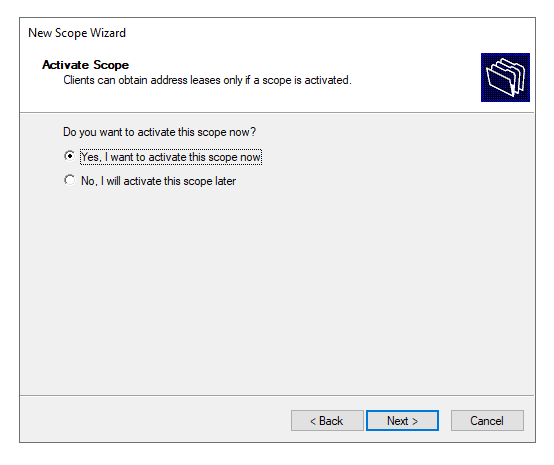 New Scope Wizard
Activate Scope
Clients can obtain address leases only if a scope is activated.
Do you want to activate this scope now?
Yes, I want to activate this scope now
No, I will activate this scope later
< Back
Next >
Cancel